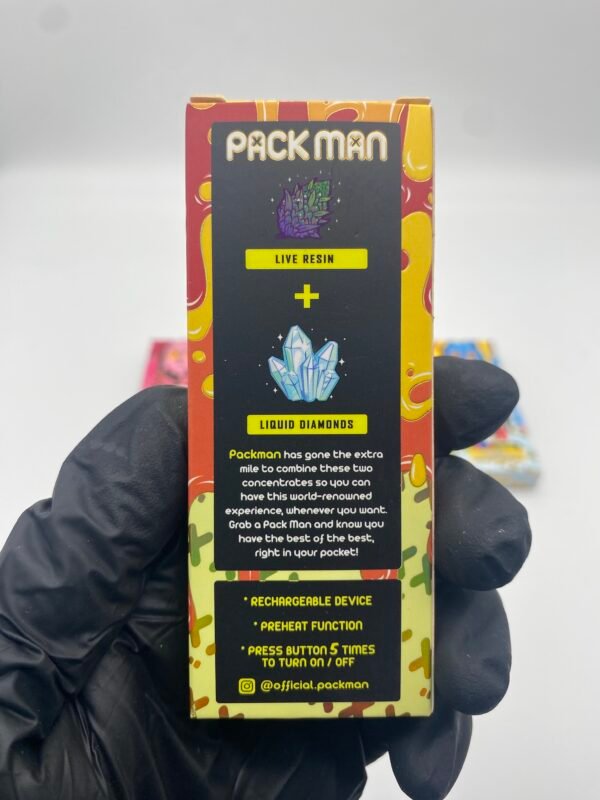 PACK MAN
LIVE RESIN
+
LIQUID DIAMONDS
Packman has gone the extra
mile to combine these two
concentrates so you can
have this world-renowned
experience, whenever you want.
Grab a Pack Man and know you
have the best of the best,
right in your pocket!
* RECHARGEABLE DEVICE
* PREHEAT FUNCTION
* PRESS BUTTON 5 TIMES
TO TURN ON / OFF
@official.packman